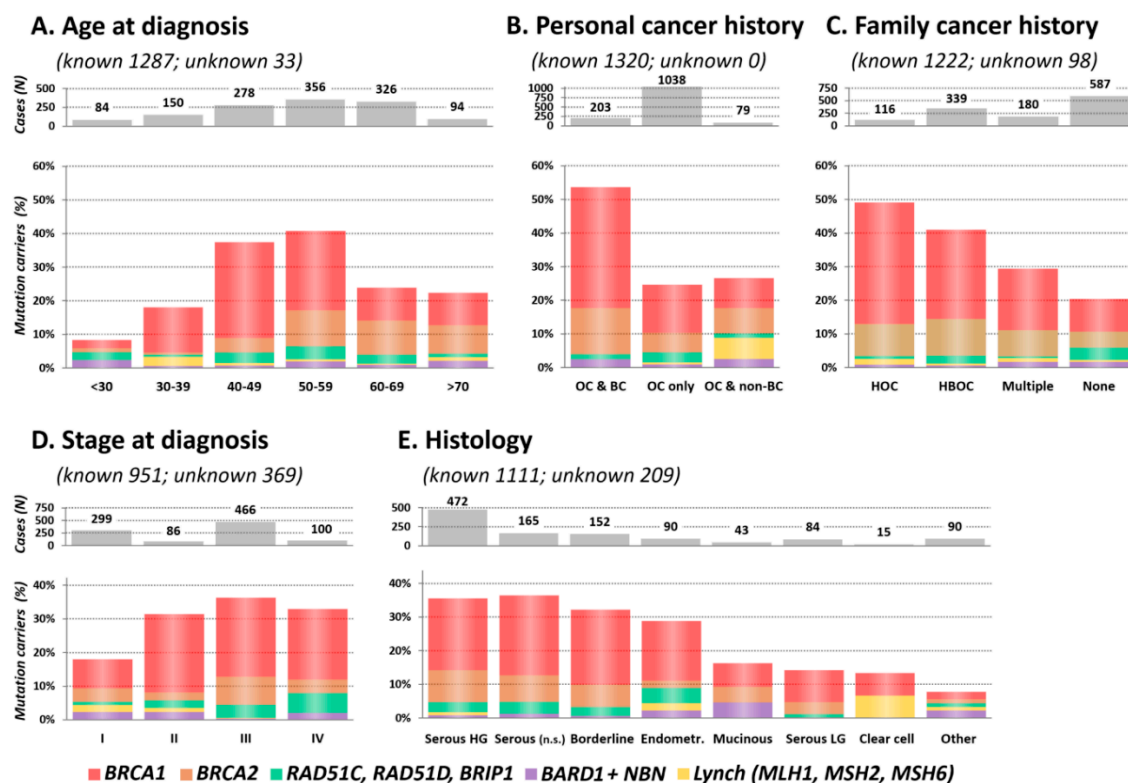 A. Age at diagnosis
(known 1287; unknown 33)
Cases (N)
500
250
0
84
150
278
356
326
94
Mutation carriers (%)
60%
50%
40%
30%
20%
10%
0%
<30
30-39
40-49
50-59
60-69
>70
B. Personal cancer history
(known 1320; unknown 0)
1000
750
500
250
0
203
1038
79
60%
50%
40%
30%
20%
10%
0%
OC & BC
OC only
OC & non-BC
C. Family cancer history
(known 1222; unknown 98)
750
500
250
0
116
339
180
587
60%
50%
40%
30%
20%
10%
0%
HOC
HBOC
Multiple
None
D. Stage at diagnosis
(known 951; unknown 369)
Cases (N)
750
500
250
0
299
86
466
100
Mutation carriers (%)
40%
30%
20%
10%
0%
I
II
III
IV
E. Histology
(known 1111; unknown 209)
500
250
0
472
165
152
90
43
84
15
90
40%
30%
20%
10%
0%
Serous HG
Serous (n.s.)
Borderline
Endometr.
Mucinous
Serous LG
Clear cell
Other
BRCA1
BRCA2
RAD51C, RAD51D, BRIP1
BARD1 + NBN
Lynch (MLH1, MSH2, MSH6)